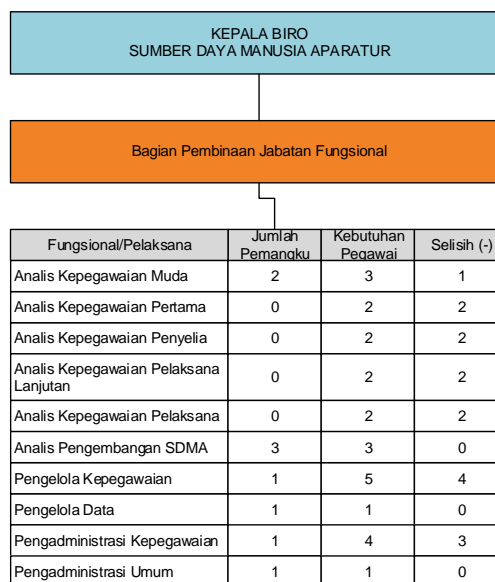 KEPALA BIRO
SUMBER DAYA MANUSIA APARATUR
Bagian Pembinaan Jabatan Fungsional
Fungsional/Pelaksana Jumlah Pemangku Kebutuhan Pegawai Selisih (-)
Analis Kepegawaian Muda 2 3 1
Analis Kepegawaian Pertama 0 2 2
Analis Kepegawaian Penyelia 0 2 2
Analis Kepegawaian Pelaksana Lanjutan 0 2 2
Analis Kepegawaian Pelaksana 0 2 2
Analis Pengembangan SDMA 3 3 0
Pengelola Kepegawaian 1 5 4
Pengelola Data 1 1 0
Pengadministrasi Kepegawaian 1 4 3
Pengadministrasi Umum 1 1 0